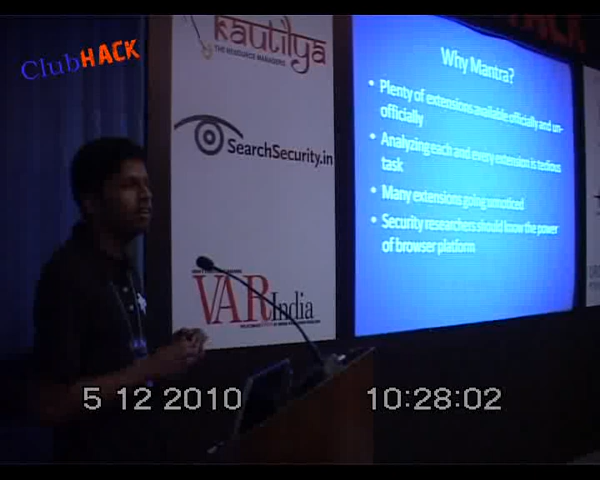 ClubHACK
kautilya
THE RESOURCE MANAGERS
SearchSecurity.in
VARIndia
Why Mantra?
• Plenty of extensions available officially and un-
officially
• Analyzing each and every extension is tedious
task
• Many extensions going unnoticed
• Security researchers should know the power
of browser platform
5 12 2010
10:28:02